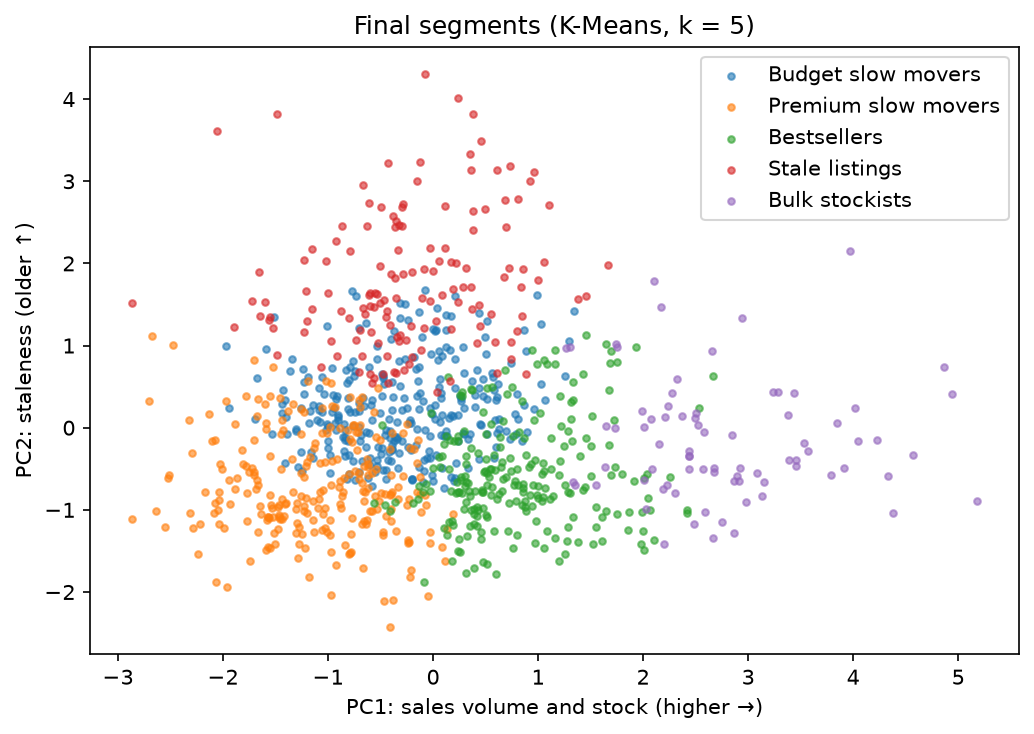 Final segments (K-Means, k = 5)
Budget slow movers
Premium slow movers
Bestsellers
Stale listings
Bulk stockists
PC2: staleness (older ↑)
4
3
2
1
0
−1
−2
−3 −2 −1 0 1 2 3 4 5
PC1: sales volume and stock (higher →)